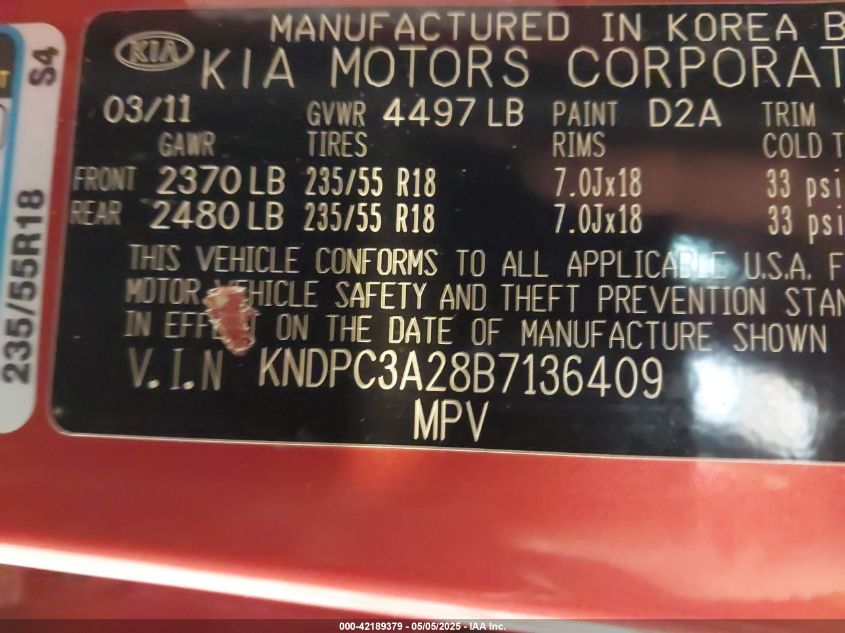 MANUFACTURED IN KOREA B
KIA KIA MOTORS CORPORAT
03/11 GVWR 4497 LB PAINT D2A TRIM
GAWR TIRES RIMS COLD T
FRONT 2370 LB 235/55 R18 7.0Jx18 33 psi
REAR 2480 LB 235/55 R18 7.0Jx18 33 psi
THIS VEHICLE CONFORMS TO ALL APPLICABLE U.S.A. F
MOTOR VEHICLE SAFETY AND THEFT PREVENTION STAN
IN EFFECT ON THE DATE OF MANUFACTURE SHOWN
V.I.N KNDPC3A28B7136409
MPV
235/55R18 S4
000-42189379 - 05/05/2025 - IAA Inc.